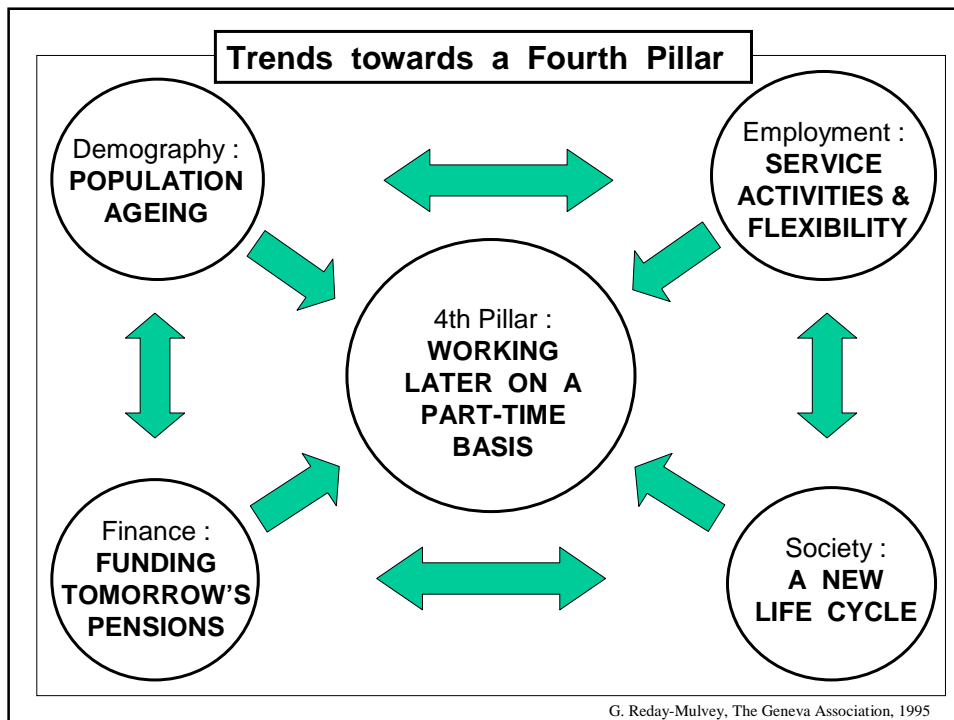 Trends towards a Fourth Pillar
Demography :
POPULATION
AGEING
Employment :
SERVICE
ACTIVITIES &
FLEXIBILITY
4th Pillar :
WORKING
LATER ON A
PART-TIME
BASIS
Finance :
FUNDING
TOMORROW'S
PENSIONS
Society :
A NEW
LIFE CYCLE
G. Reday-Mulvey, The Geneva Association, 1995